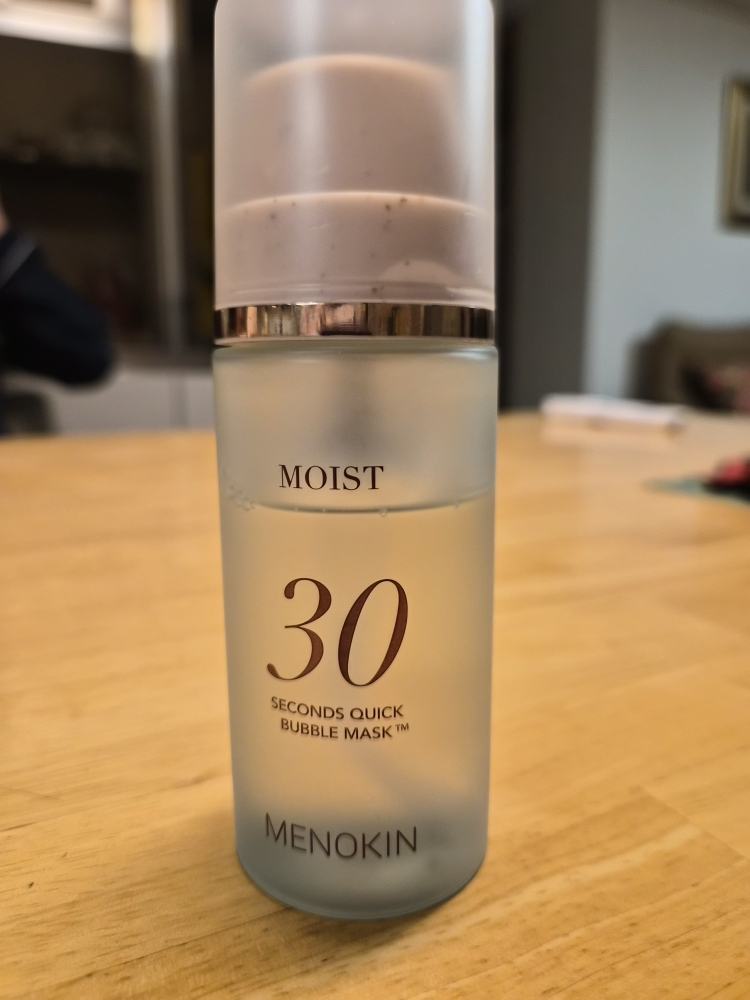 MOIST
30
SECONDS QUICK
BUBBLE MASK™
MENOKIN